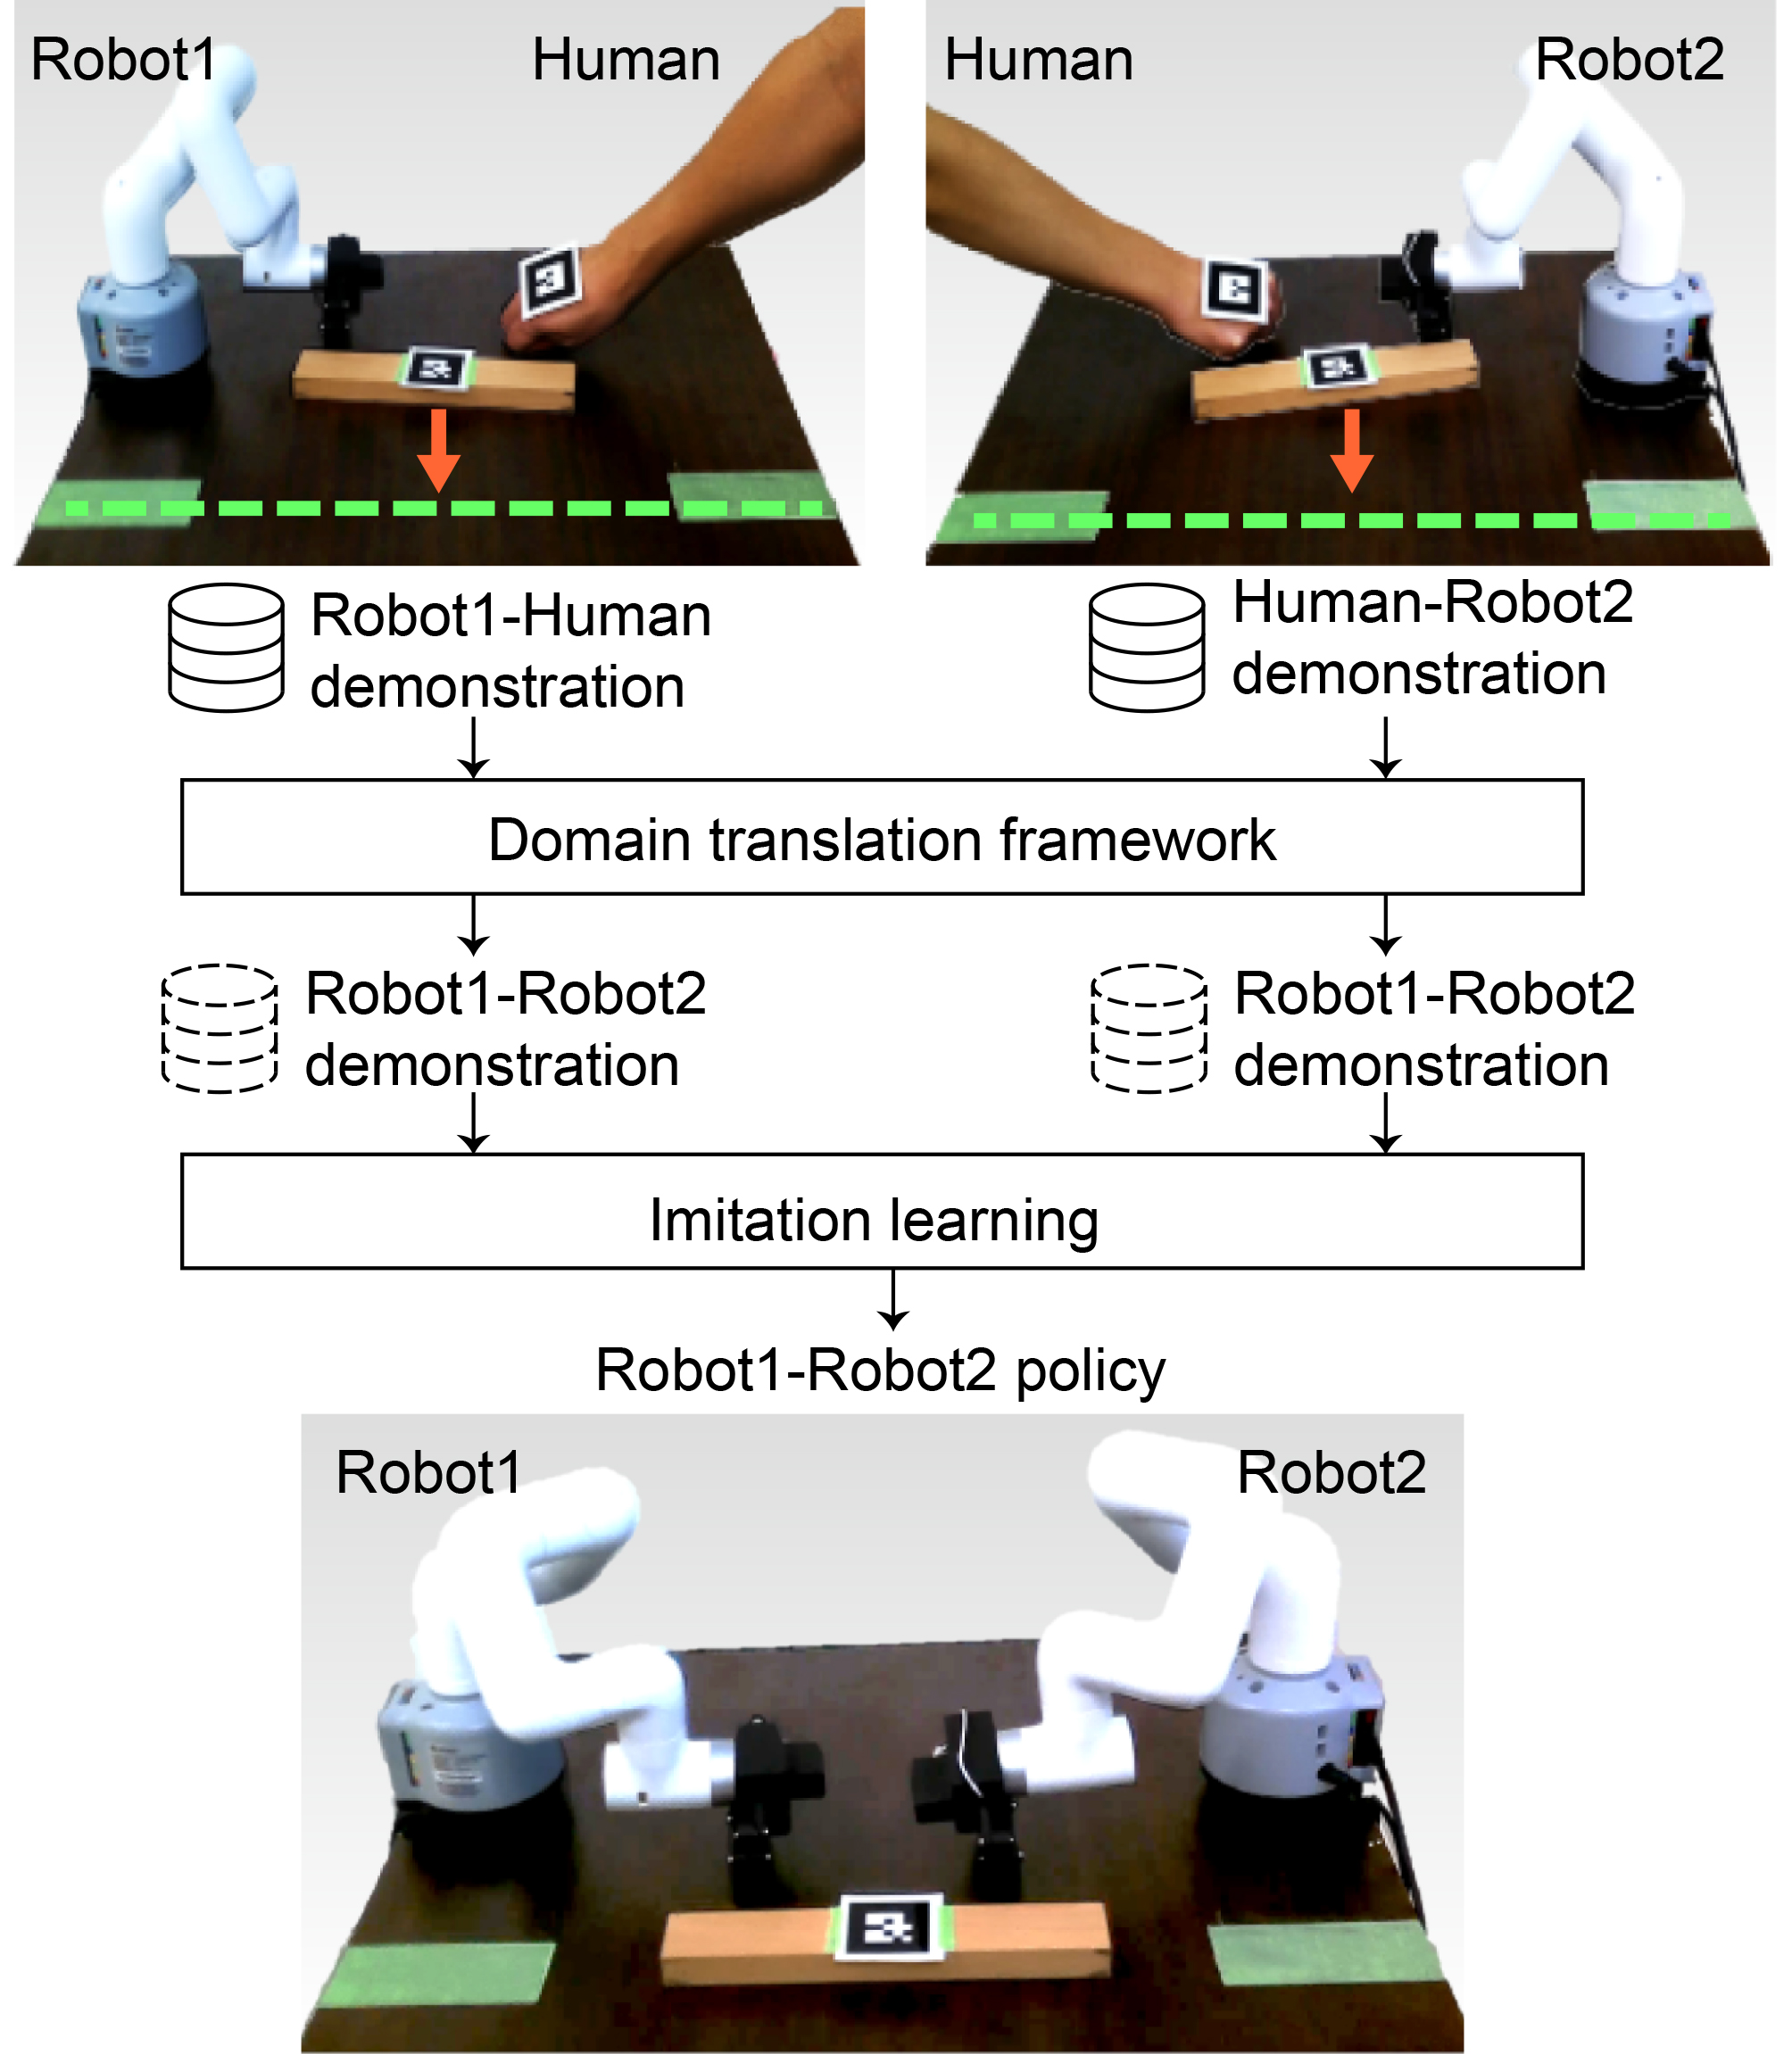 Robot1
Human
Human
Robot2
Robot1-Human
demonstration
Human-Robot2
demonstration
Domain translation framework
Robot1-Robot2
demonstration
Robot1-Robot2
demonstration
Imitation learning
Robot1-Robot2 policy
Robot1
Robot2